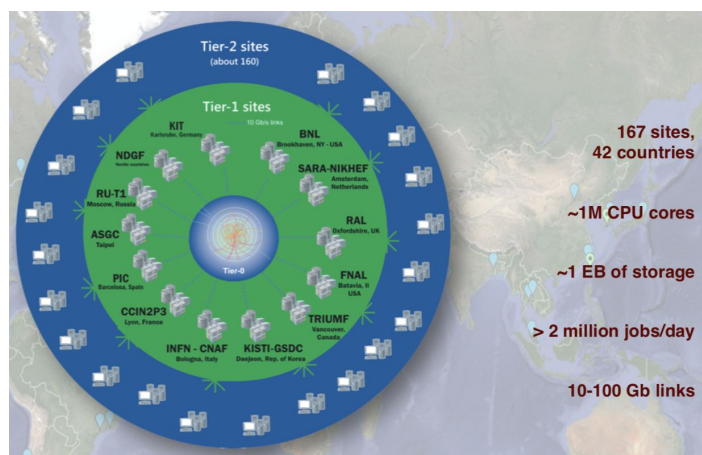 Tier-2 sites
(about 160)
Tier-1 sites
10 Gb/s links
KIT
Karlsruhe, Germany
BNL
Brookhaven, NY - USA
NDGF
Nordic countries
SARA-NIKHEF
Amsterdam,
Netherlands
RU-T1
Moscow, Russia
RAL
Oxfordshire, UK
ASGC
Taipei
Tier-0
FNAL
Batavia, Il
USA
PIC
Barcelona, Spain
CCIN2P3
Lyon, France
TRIUMF
Vancouver,
Canada
INFN - CNAF
Bologna, Italy
KISTI-GSDC
Daejeon, Rep. of Korea
167 sites,
42 countries
~1M CPU cores
~1 EB of storage
> 2 million jobs/day
10-100 Gb links